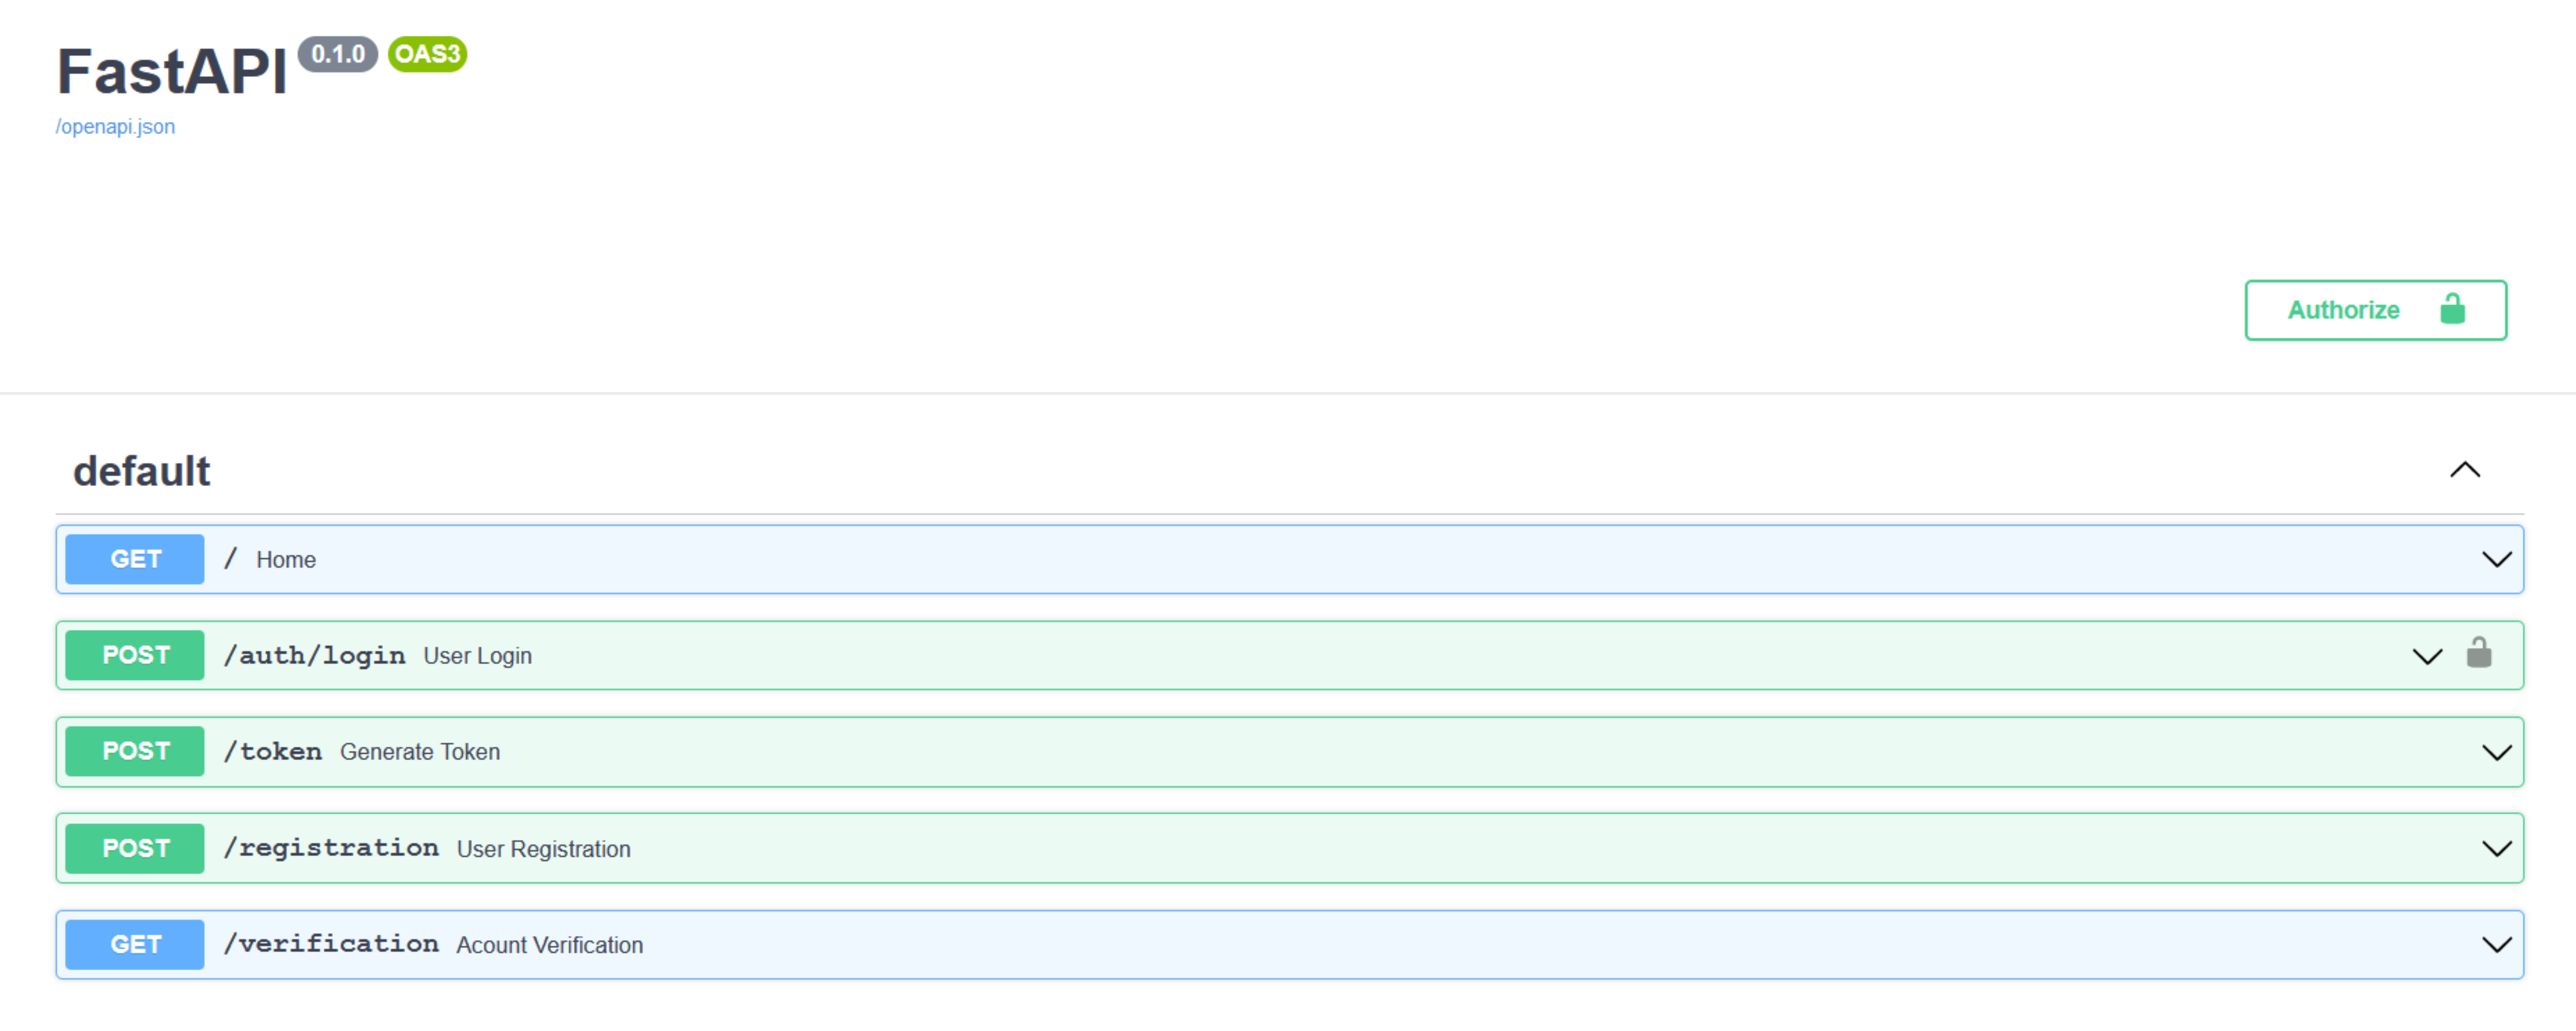 FastAPI 0.1.0 OAS3
/openapi.json
Authorize
default
GET / Home
POST /auth/login User Login
POST /token Generate Token
POST /registration User Registration
GET /verification Acount Verification